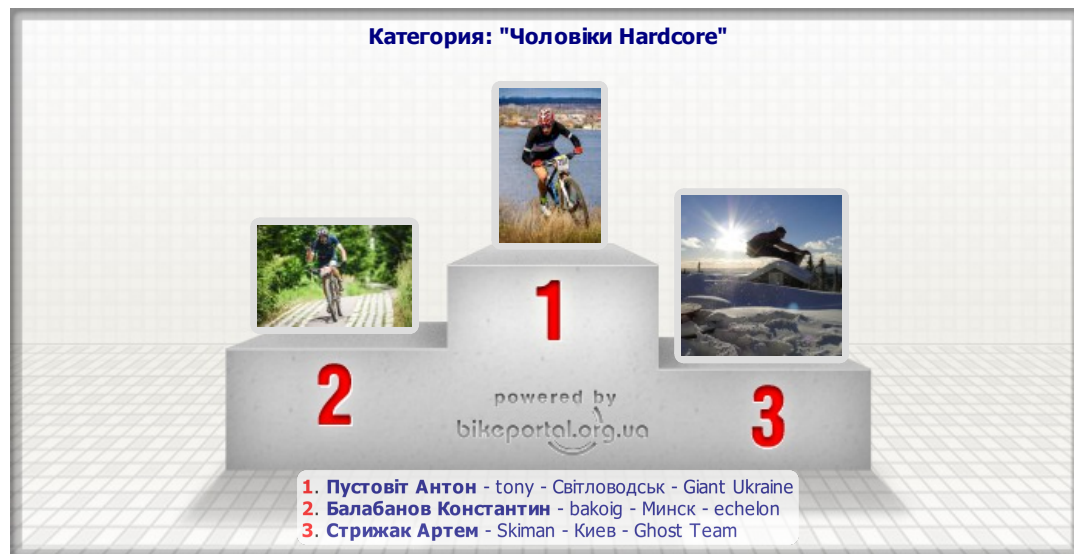 Категория: "Чоловіки Hardcore"
1
2
3
powered by
bikeportal.org.ua
1. Пустовіт Антон - tony - Світловодськ - Giant Ukraine
2. Балабанов Константин - bakoig - Минск - echelon
3. Стрижак Артем - Skiman - Киев - Ghost Team